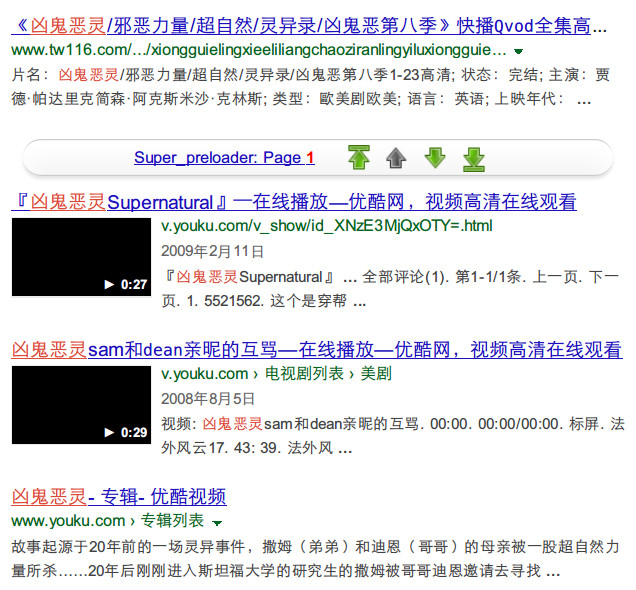 《凶鬼恶灵/邪恶力量/超自然/灵异录/凶鬼恶第八季》快播Qvod全集高...
www.tw116.com/.../xiongguielingxieeliliangchaoziranlingyiluxiongguie...
片名： 凶鬼恶灵/邪恶力量/超自然/灵异录/凶鬼恶第八季1-23高清; 状态： 完结; 主演： 贾
德·帕达里克简森·阿克斯米沙·克林斯; 类型： 歐美剧欧美; 语言： 英语; 上映年代： ...
Super_preloader: Page 1
『凶鬼恶灵Supernatural』—在线播放—优酷网，视频高清在线观看
v.youku.com/v_show/id_XNzE3MjQxOTY=.html
2009年2月11日
『凶鬼恶灵Supernatural』 ... 全部评论(1). 第1-1/1条. 上一页. 下一
页. 1. 5521562. 这个是穿帮 ...
0:27
凶鬼恶灵sam和dean亲昵的互骂—在线播放—优酷网，视频高清在线观看
v.youku.com › 电视剧列表 › 美剧
2008年8月5日
视频: 凶鬼恶灵sam和dean亲昵的互骂. 00:00. 00:00/00:00. 标屏. 法
外风云17. 43: 39. 法外风 ...
0:29
凶鬼恶灵- 专辑- 优酷视频
www.youku.com › 专辑列表
故事起源于20年前的一场灵异事件，撒姆（弟弟）和迪恩（哥哥）的母亲被一股超自然力
量所杀……20年后刚刚进入斯坦福大学的研究生的撒姆被哥哥迪恩邀请去寻找 ...